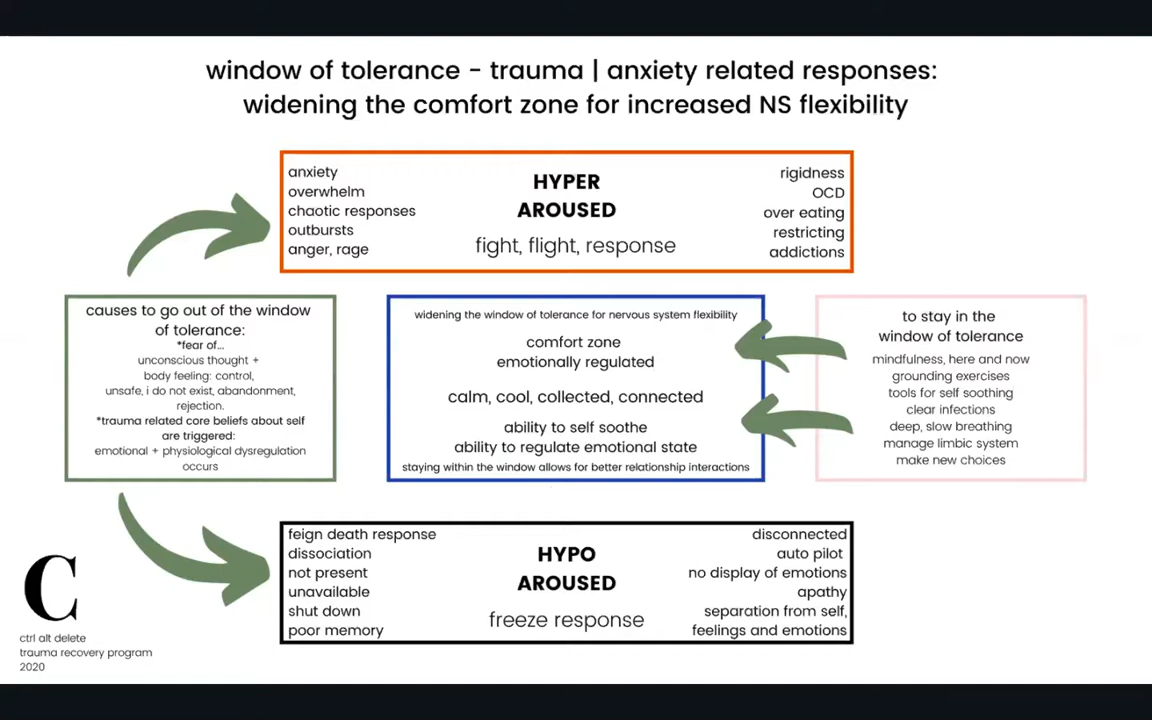 window of tolerance - trauma | anxiety related responses:
widening the comfort zone for increased NS flexibility
anxiety
overwhelm
chaotic responses
outbursts
anger, rage
HYPER
AROUSED
fight, flight, response
rigidness
OCD
over eating
restricting
addictions
causes to go out of the window
of tolerance:
*fear of...
unconscious thought +
body feeling: control,
unsafe, i do not exist, abandonment,
rejection.
*trauma related core beliefs about self
are triggered:
emotional + physiological dysregulation
occurs
widening the window of tolerance for nervous system flexibility
comfort zone
emotionally regulated
calm, cool, collected, connected
ability to self soothe
ability to regulate emotional state
staying within the window allows for better relationship interactions
to stay in the
window of tolerance
mindfulness, here and now
grounding exercises
tools for self soothing
clear infections
deep, slow breathing
manage limbic system
make new choices
feign death response
dissociation
not present
unavailable
shut down
poor memory
HYPO
AROUSED
freeze response
disconnected
auto pilot
no display of emotions
apathy
separation from self,
feelings and emotions
C
ctrl alt delete
trauma recovery program
2020